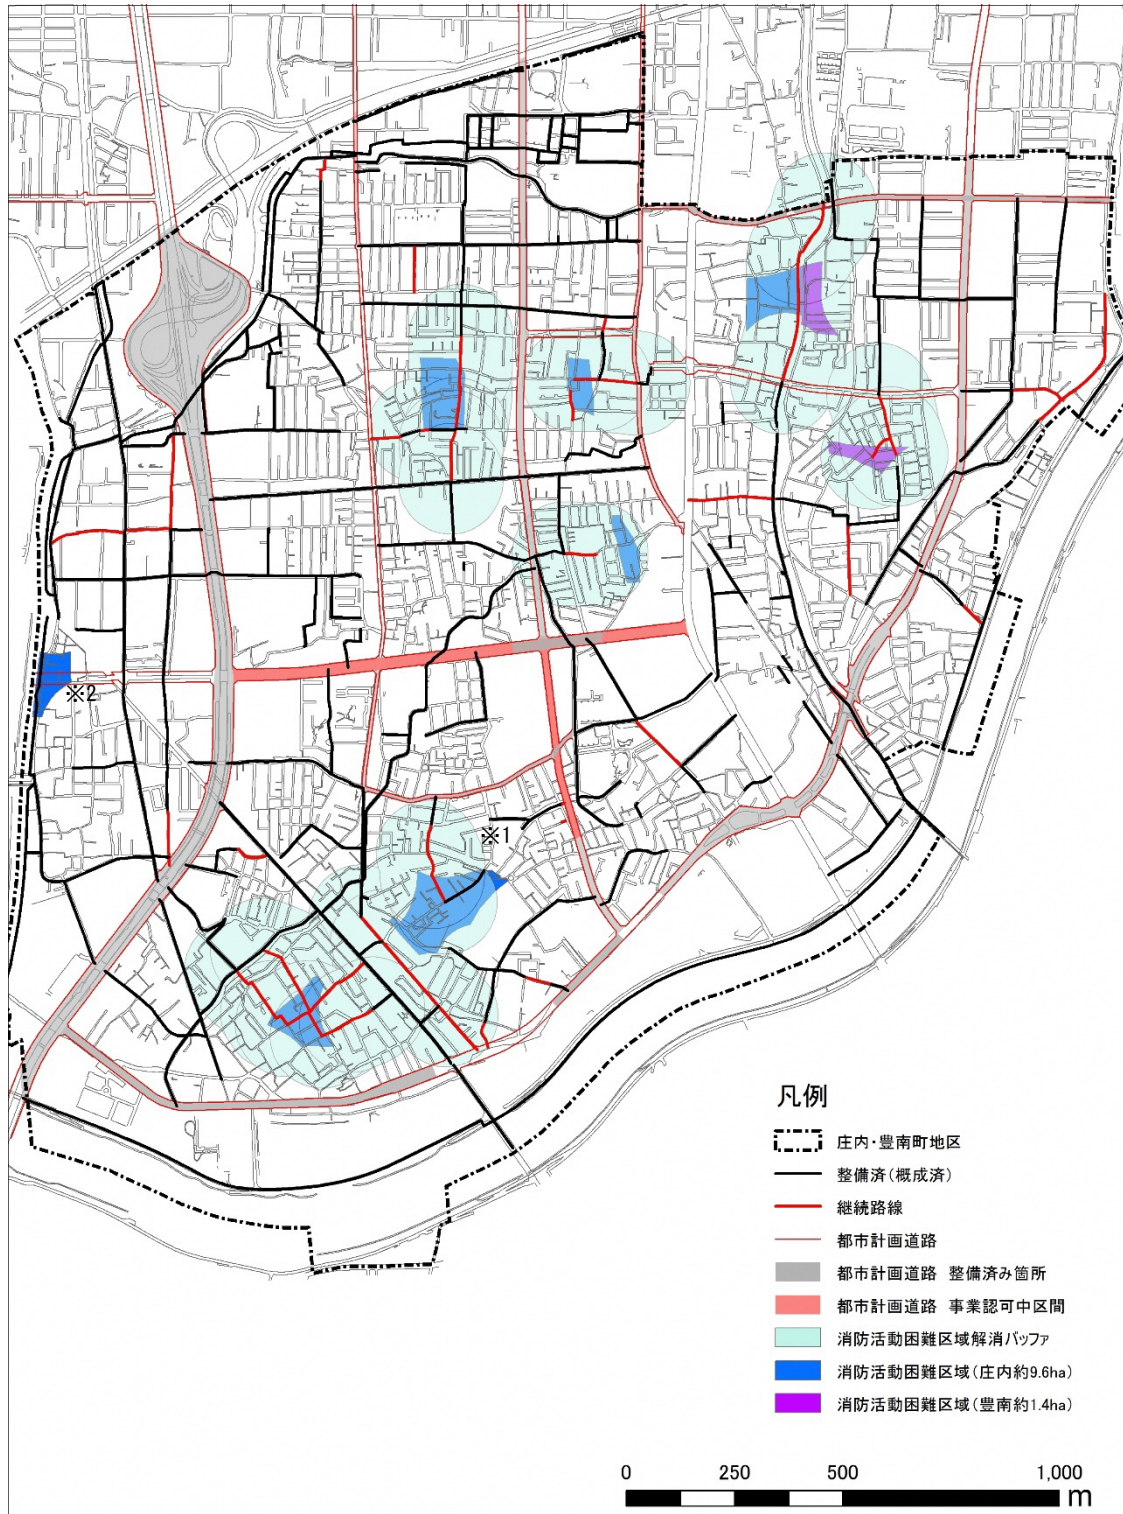 ※2
※1
凡例
庄内・豊南町地区
整備済(概成済)
継続路線
都市計画道路
都市計画道路 整備済み箇所
都市計画道路 事業認可中区間
消防活動困難区域解消バッファ
消防活動困難区域(庄内約9.6ha)
消防活動困難区域(豊南約1.4ha)
0 250 500 1,000
m